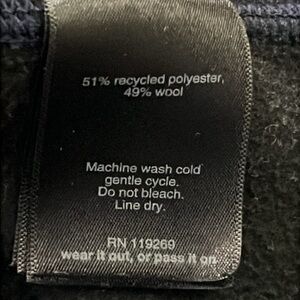 51% recycled polyester,
49% wool
Machine wash cold
gentle cycle.
Do not bleach.
Line dry.
RN 119269
wear it out, or pass it on